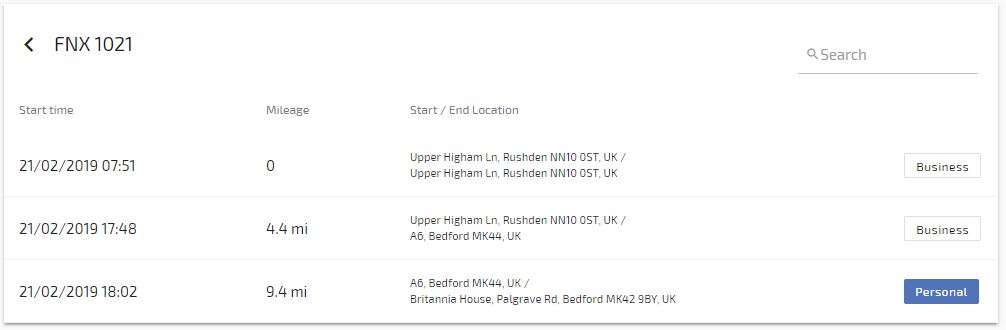 FNX 1021
Search
Start time Mileage Start / End Location
21/02/2019 07:51 0 Upper Higham Ln, Rushden NN10 0ST, UK /
Upper Higham Ln, Rushden NN10 0ST, UK
Business
21/02/2019 17:48 4.4 mi Upper Higham Ln, Rushden NN10 0ST, UK /
A6, Bedford MK44, UK
Business
21/02/2019 18:02 9.4 mi A6, Bedford MK44, UK /
Britannia House, Palgrave Rd, Bedford MK42 9BY, UK
Personal